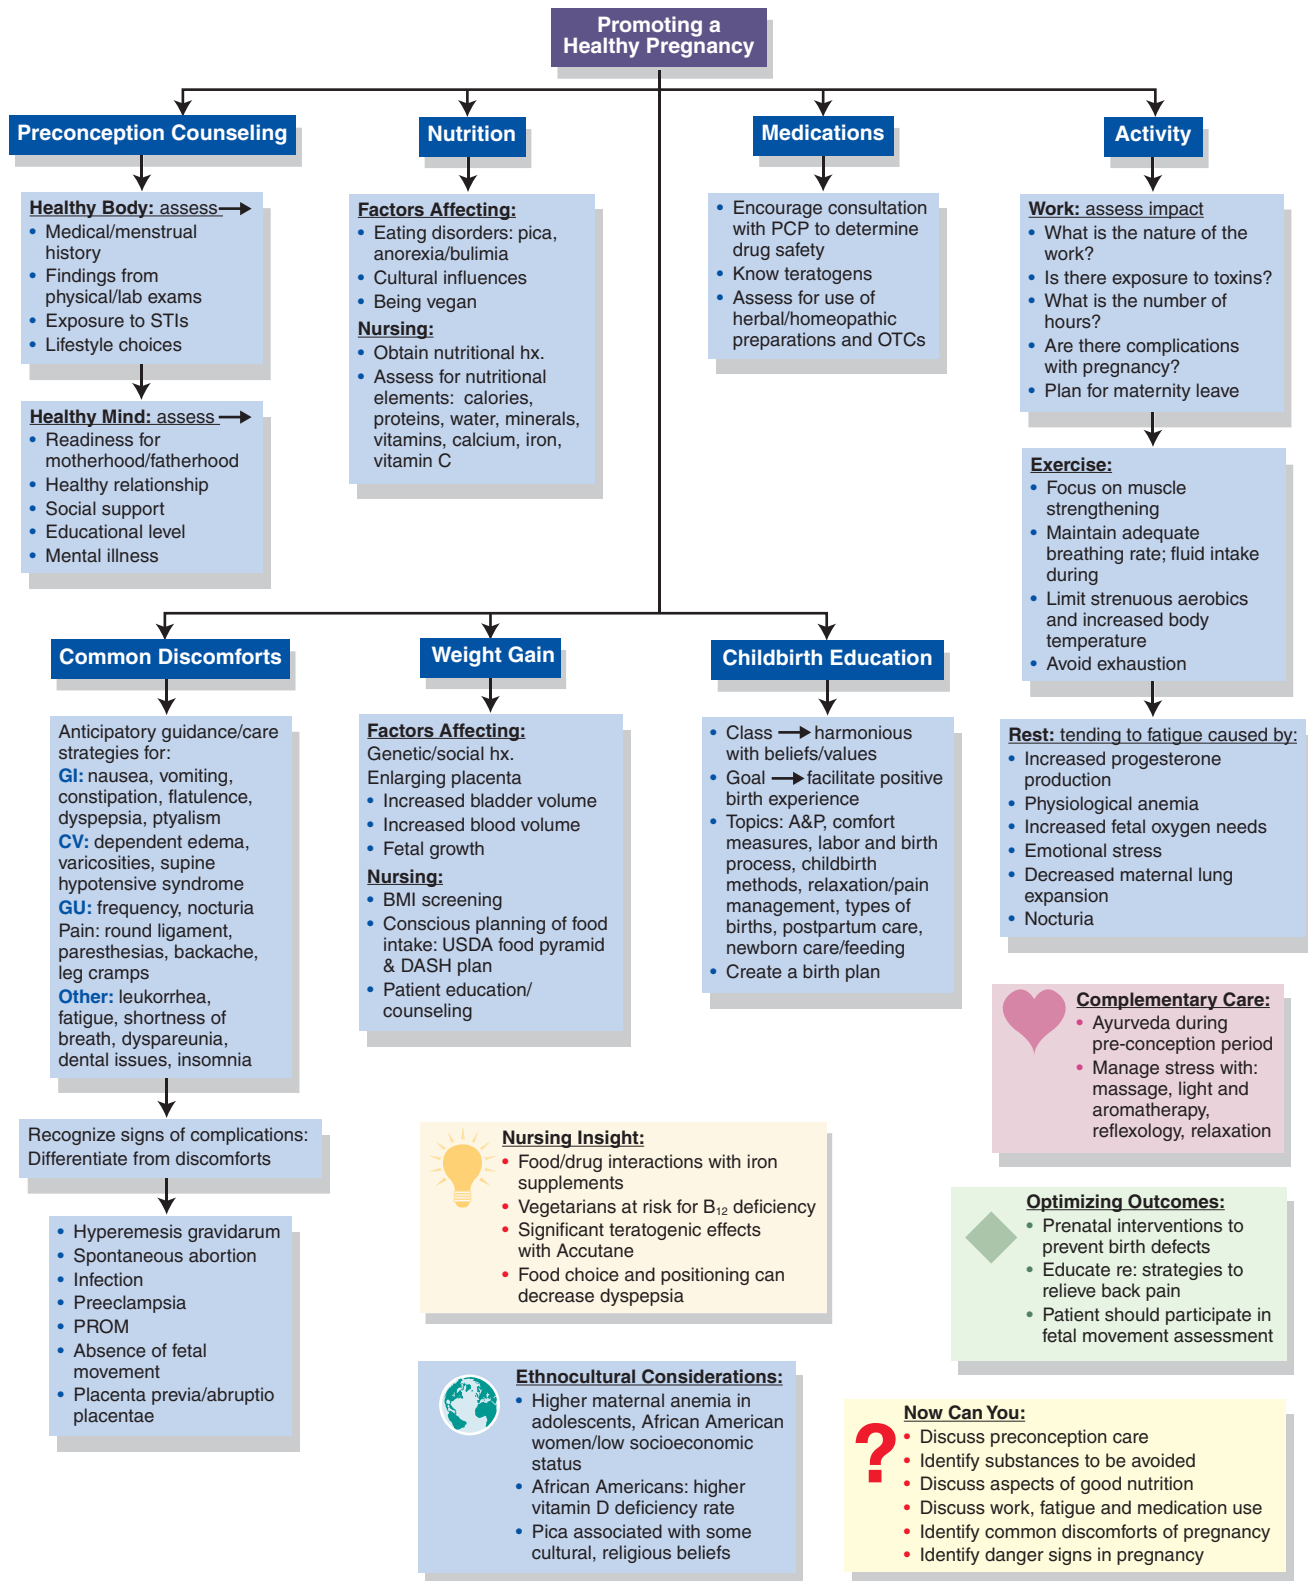 Promoting a
Healthy Pregnancy
Preconception Counseling
Healthy Body: assess
• Medical/menstrual
history
• Findings from
physical/lab exams
• Exposure to STIs
• Lifestyle choices
Healthy Mind: assess
• Readiness for
motherhood/fatherhood
• Healthy relationship
• Social support
• Educational level
• Mental illness
Nutrition
Factors Affecting:
• Eating disorders: pica,
anorexia/bulimia
• Cultural influences
• Being vegan
Nursing:
• Obtain nutritional hx.
• Assess for nutritional
elements: calories,
proteins, water, minerals,
vitamins, calcium, iron,
vitamin C
Medications
• Encourage consultation
with PCP to determine
drug safety
• Know teratogens
• Assess for use of
herbal/homeopathic
preparations and OTCs
Activity
Work: assess impact
• What is the nature of the
work?
• Is there exposure to toxins?
• What is the number of
hours?
• Are there complications
with pregnancy?
• Plan for maternity leave
Exercise:
• Focus on muscle
strengthening
• Maintain adequate
breathing rate; fluid intake
during
• Limit strenuous aerobics
and increased body
temperature
• Avoid exhaustion
Rest: tending to fatigue caused by:
• Increased progesterone
production
• Physiological anemia
• Increased fetal oxygen needs
• Emotional stress
• Decreased maternal lung
expansion
• Nocturia
Common Discomforts
Anticipatory guidance/care
strategies for:
GI: nausea, vomiting,
constipation, flatulence,
dyspepsia, ptyalism
CV: dependent edema,
varicosities, supine
hypotensive syndrome
GU: frequency, nocturia
Pain: round ligament,
paresthesias, backache,
leg cramps
Other: leukorrhea,
fatigue, shortness of
breath, dyspareunia,
dental issues, insomnia
Recognize signs of complications:
Differentiate from discomforts
• Hyperemesis gravidarum
• Spontaneous abortion
• Infection
• Preeclampsia
• PROM
• Absence of fetal
movement
• Placenta previa/abruptio
placentae
Weight Gain
Factors Affecting:
Genetic/social hx.
Enlarging placenta
• Increased bladder volume
• Increased blood volume
• Fetal growth
Nursing:
• BMI screening
• Conscious planning of food
intake: USDA food pyramid
& DASH plan
• Patient education/
counseling
Childbirth Education
• Class → harmonious
with beliefs/values
• Goal → facilitate positive
birth experience
• Topics: A&P, comfort
measures, labor and birth
process, childbirth
methods, relaxation/pain
management, types of
births, postpartum care,
newborn care/feeding
• Create a birth plan
Complementary Care:
• Ayurveda during
pre-conception period
• Manage stress with:
massage, light and
aromatherapy,
reflexology, relaxation
Nursing Insight:
• Food/drug interactions with iron
supplements
• Vegetarians at risk for B₁₂ deficiency
• Significant teratogenic effects
with Accutane
• Food choice and positioning can
decrease dyspepsia
Optimizing Outcomes:
• Prenatal interventions to
prevent birth defects
• Educate re: strategies to
relieve back pain
• Patient should participate in
fetal movement assessment
Ethnocultural Considerations:
• Higher maternal anemia in
adolescents, African American
women/low socioeconomic
status
• African Americans: higher
vitamin D deficiency rate
• Pica associated with some
cultural, religious beliefs
?
Now Can You:
• Discuss preconception care
• Identify substances to be avoided
• Discuss aspects of good nutrition
• Discuss work, fatigue and medication use
• Identify common discomforts of pregnancy
• Identify danger signs in pregnancy